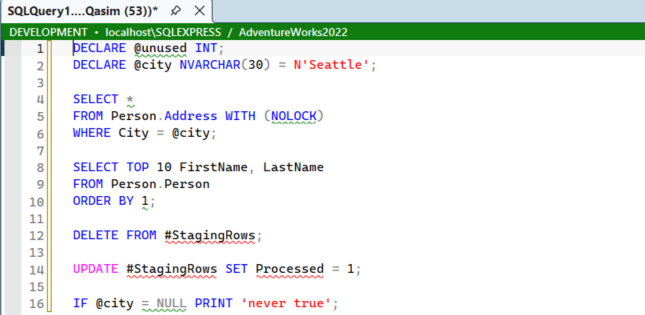 SQLQuery1....Qasim (53))*
DEVELOPMENT • localhost\SQLEXPRESS / AdventureWorks2022
1 DECLARE @unused INT;
2 DECLARE @city NVARCHAR(30) = N'Seattle';
3
4 SELECT *
5 FROM Person.Address WITH (NOLOCK)
6 WHERE City = @city;
7
8 SELECT TOP 10 FirstName, LastName
9 FROM Person.Person
10 ORDER BY 1;
11
12 DELETE FROM #StagingRows;
13
14 UPDATE #StagingRows SET Processed = 1;
15
16 IF @city = NULL PRINT 'never true';